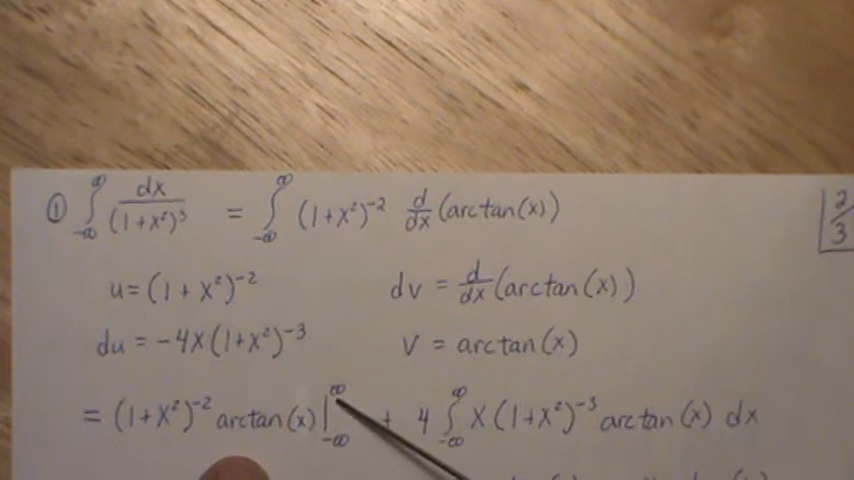 ① ∫_{-∞}^{∞} dx/(1+x²)³ = ∫_{-∞}^{∞} (1+x²)⁻² d/dx (arctan(x))
2/3
u = (1 + x²)⁻² dv = d/dx (arctan(x))
du = -4x(1+x²)⁻³ v = arctan(x)
= (1+x²)⁻² arctan(x) |_{-∞}^{∞} + 4 ∫_{-∞}^{∞} x(1+x²)⁻³ arctan(x) dx